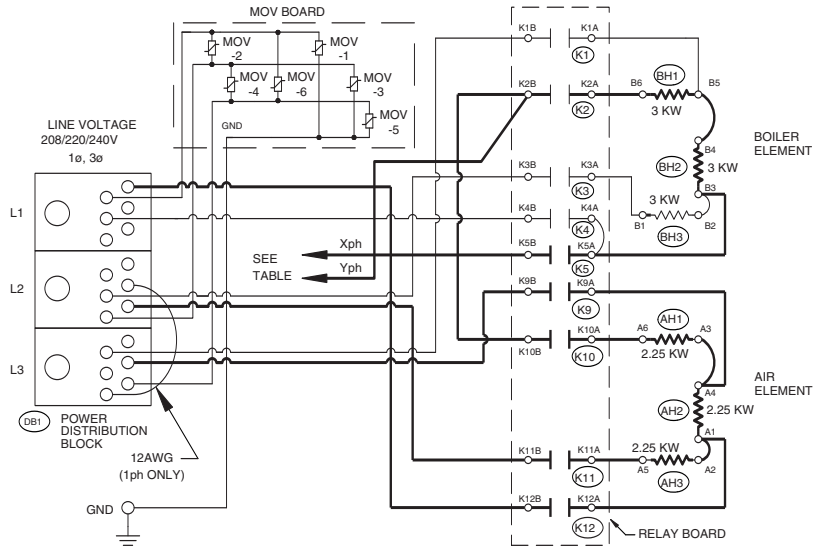 MOV BOARD
MOV
-2
MOV
-1
MOV
-4
MOV
-6
MOV
-3
MOV
-5
GND
LINE VOLTAGE
208/220/240V
1ø, 3ø
L1
L2
L3
DB1
POWER
DISTRIBUTION
BLOCK
12AWG
(1ph ONLY)
GND
SEE
TABLE
Xph
Yph
K1B
K1A
K1
K2B
K2A
K2
K3B
K3A
K3
K4B
K4A
K4
K5B
K5A
K5
K9B
K9A
K9
K10B
K10A
K10
K11B
K11A
K11
K12B
K12A
K12
RELAY BOARD
B6
BH1
B5
3 KW
B4
BH2
3 KW
B3
3 KW
B1
BH3
B2
BOILER
ELEMENT
A6
AH1
A3
2.25 KW
A4
AH2
2.25 KW
A1
2.25 KW
A5
AH3
A2
AIR
ELEMENT